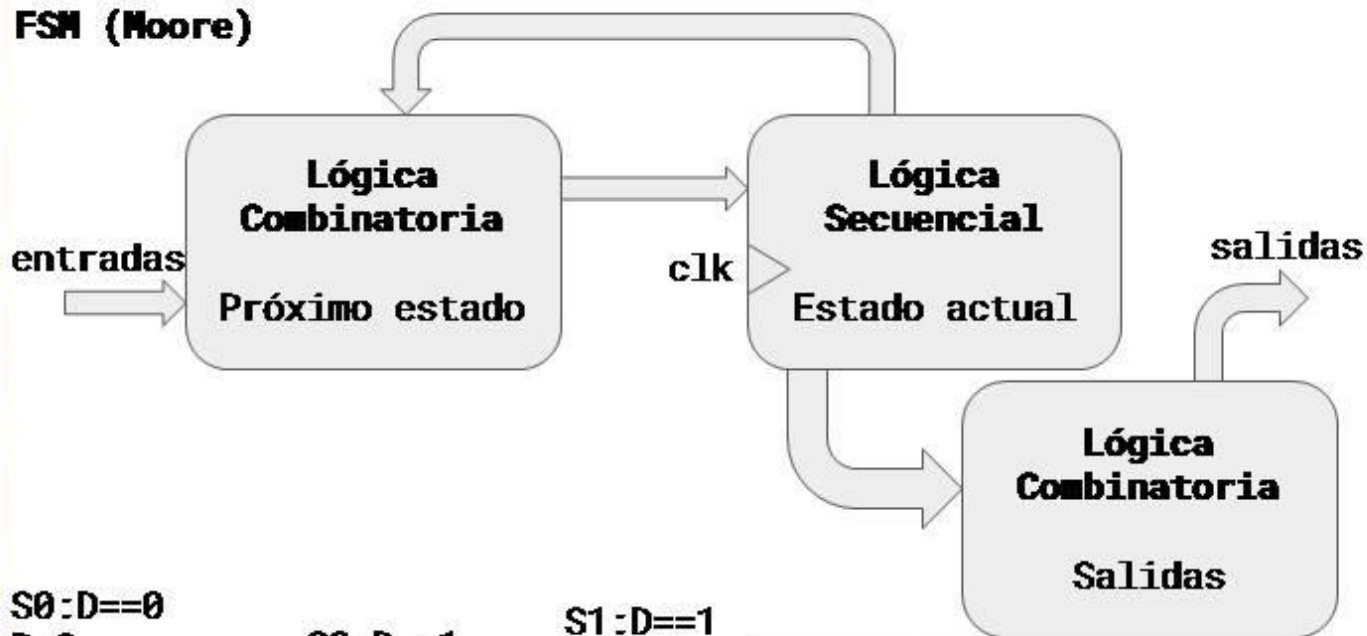 FSM (Moore)
Lógica
Combinatoria
Próximo estado
entradas
Lógica
Secuencial
clk
Estado actual
salidas
Lógica
Combinatoria
Salidas
S0:D==0
S1:D==1